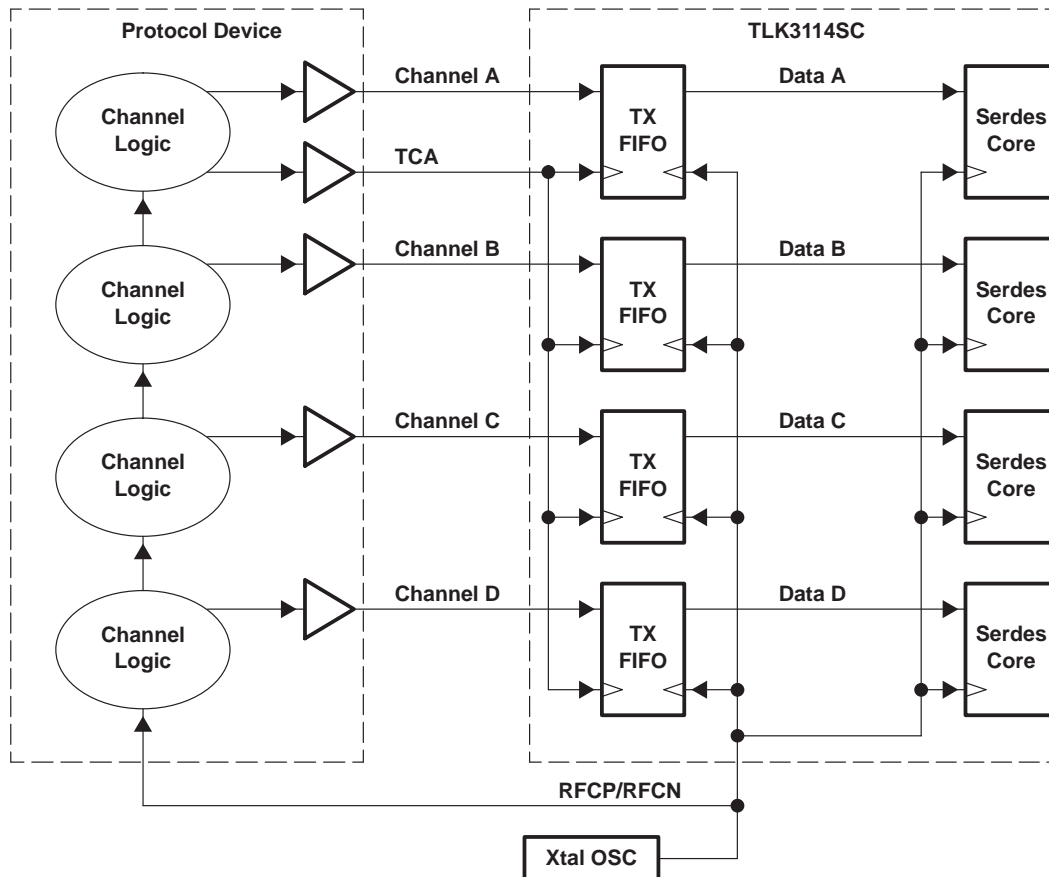 Protocol Device
TLK3114SC
Channel
Logic
Channel A
TCA
TX
FIFO
Data A
Serdes
Core
Channel
Logic
Channel B
TX
FIFO
Data B
Serdes
Core
Channel
Logic
Channel C
TX
FIFO
Data C
Serdes
Core
Channel
Logic
Channel D
TX
FIFO
Data D
Serdes
Core
RFCP/RFCN
Xtal OSC